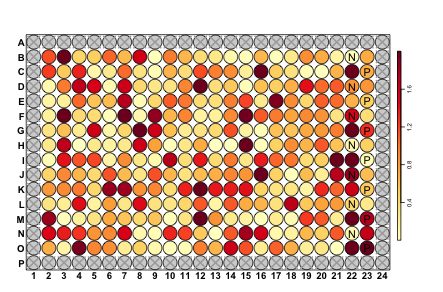 A
B N
C P
D N
E P
F N
G P
H N
I P
J N
K P
L N
M P
N
O P
P
1 2 3 4 5 6 7 8 9 10 11 12 13 14 15 16 17 18 19 20 21 22 23 24
1.6
1.2
0.8
0.4